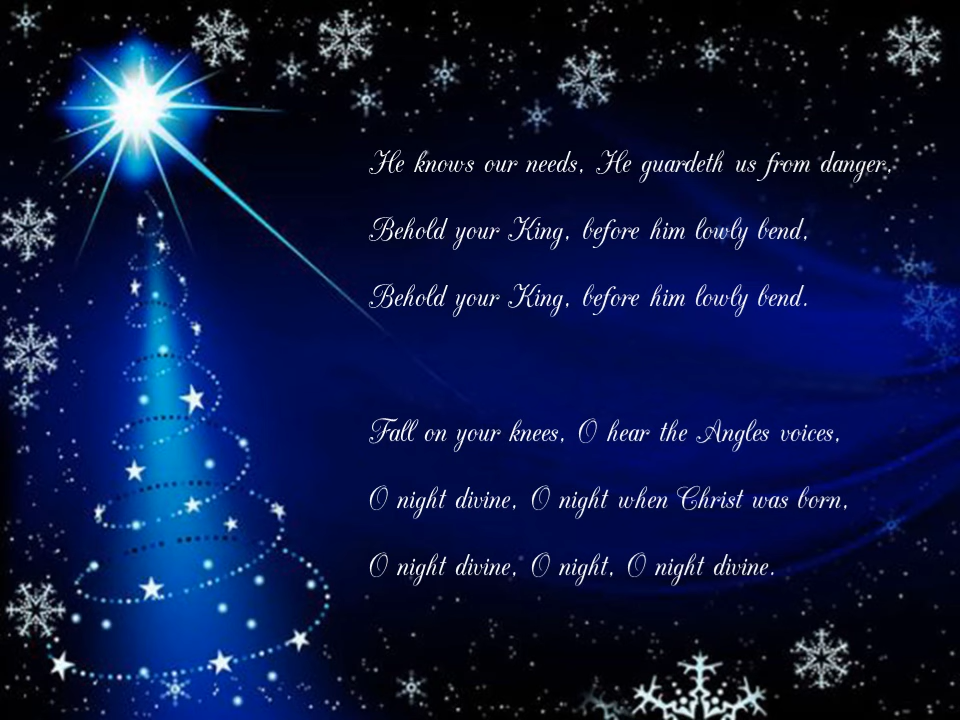 He knows our needs, He guardeth us from danger,
Behold your King, before him lowly bend,
Behold your King, before him lowly bend.
Fall on your knees, O hear the Angles voices,
O night divine, O night when Christ was born,
O night divine, O night, O night divine.